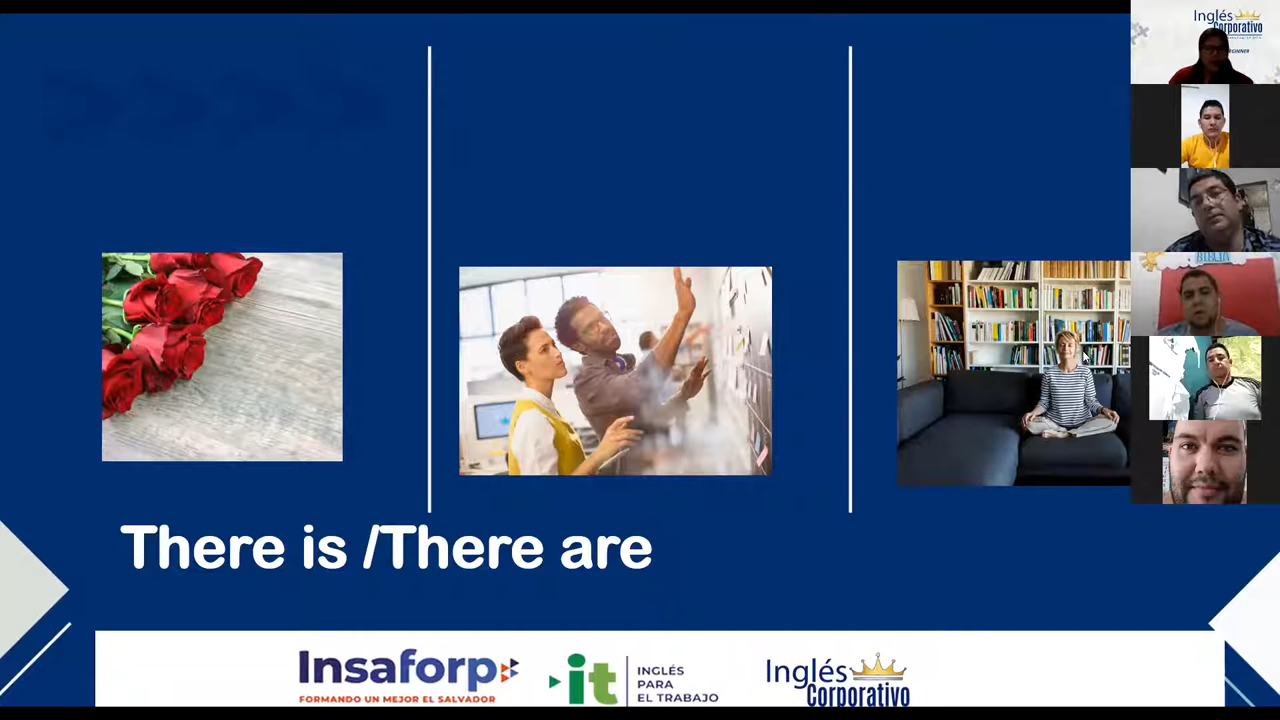 Inglés
Corporativo
BIBLIA
There is /There are
Insaforp
FORMANDO UN MEJOR EL SALVADOR
it
INGLÉS
PARA
EL TRABAJO
Inglés
Corporativo